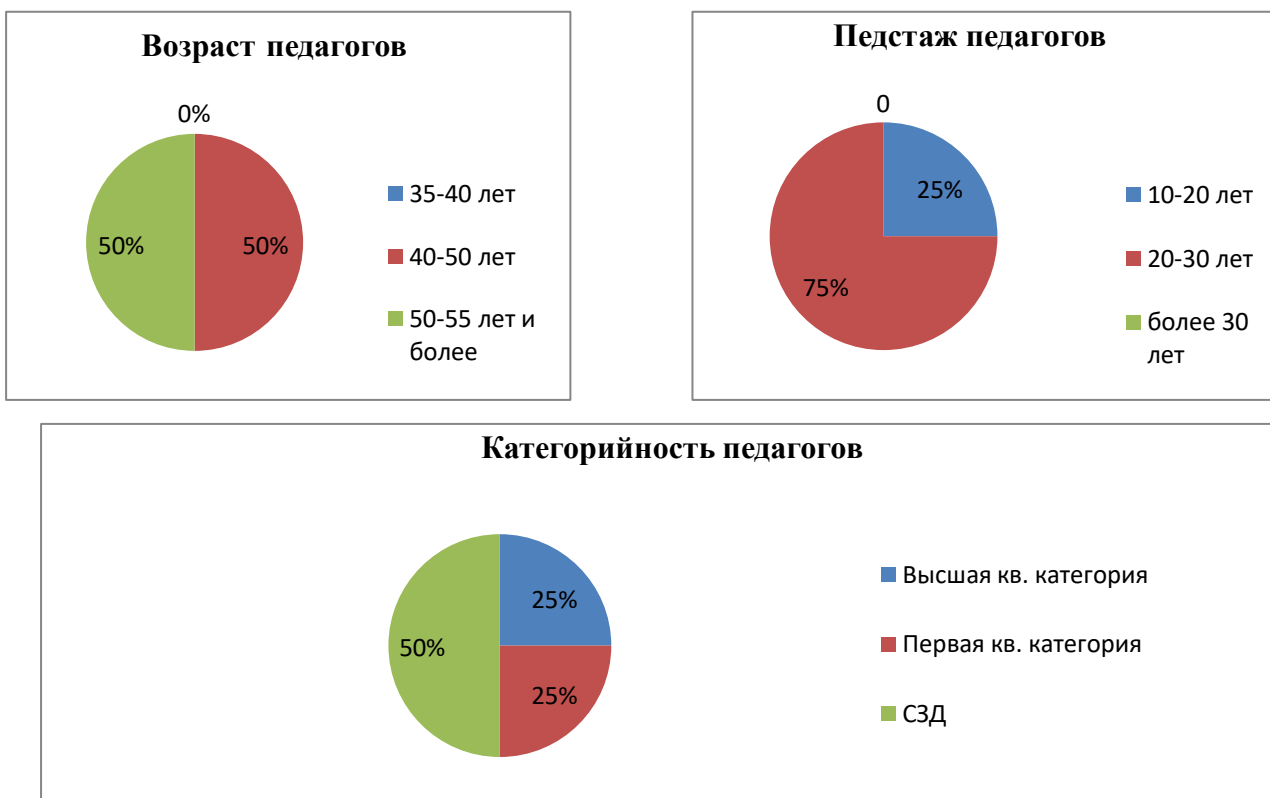 Возраст педагогов
0%
50%
50%
35-40 лет
40-50 лет
50-55 лет и
более
Педстаж педагогов
0
25%
75%
10-20 лет
20-30 лет
более 30
лет
Категорийность педагогов
25%
50%
25%
Высшая кв. категория
Первая кв. категория
СЗД